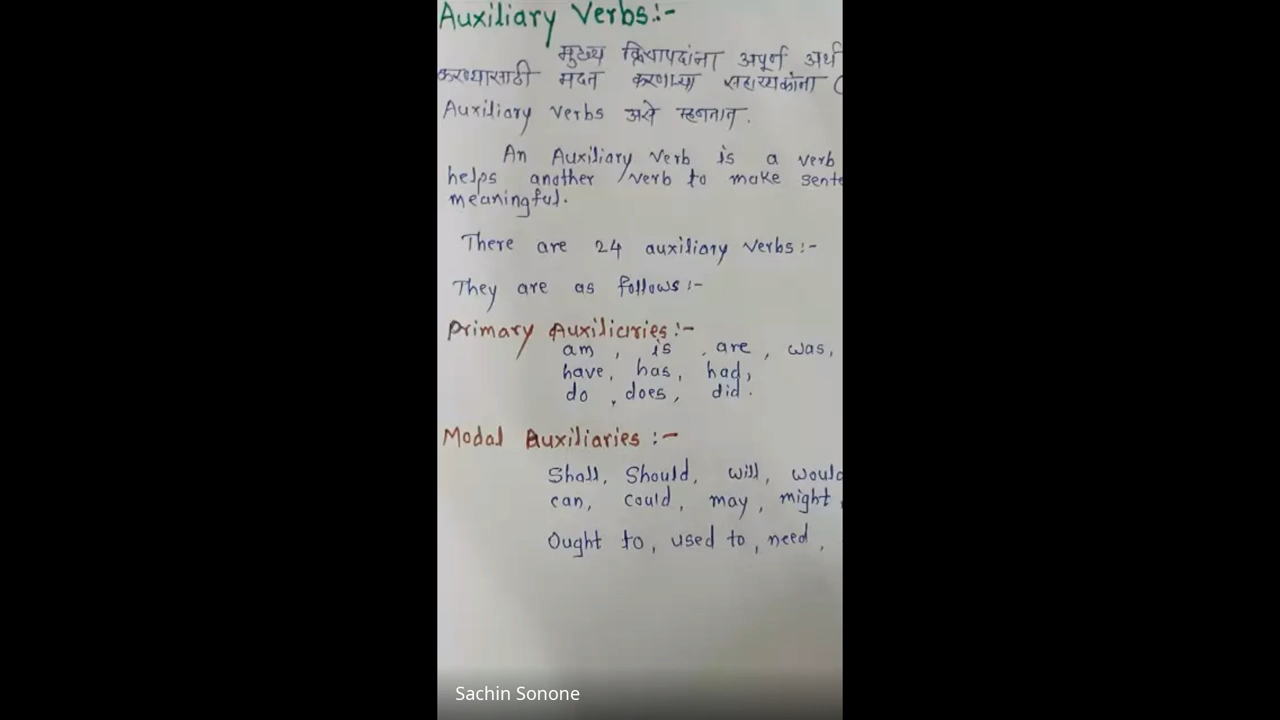 Auxiliary Verbs:-
मुख्य क्रियापदांना अपूर्ण अर्थ
करण्यासाठी मदत करणाऱ्या सहाय्यकांना (
Auxiliary verbs असे म्हणतात.
An Auxiliary verb is a verb
helps another verb to make sente
meaningful.
There are 24 auxiliary verbs:-
They are as follows:-
Primary Auxiliaries:-
am, is, are, was,
have, has, had,
do, does, did.
Modal Auxiliaries:-
Shall, Should, will, would
can, could, may, might,
Ought to, used to, need,
Sachin Sonone